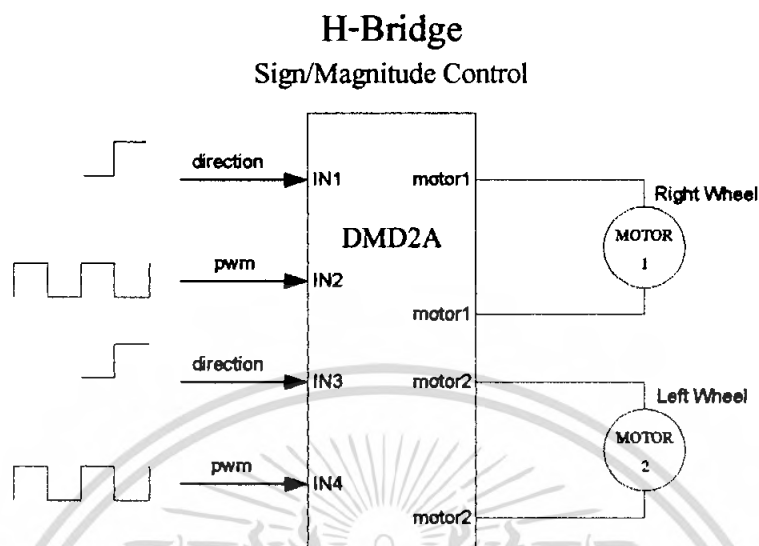 H-Bridge
Sign/Magnitude Control
direction
IN1
motor1
Right Wheel
DMD2A
MOTOR
1
pwm
IN2
motor1
direction
IN3
motor2
Left Wheel
MOTOR
2
pwm
IN4
motor2